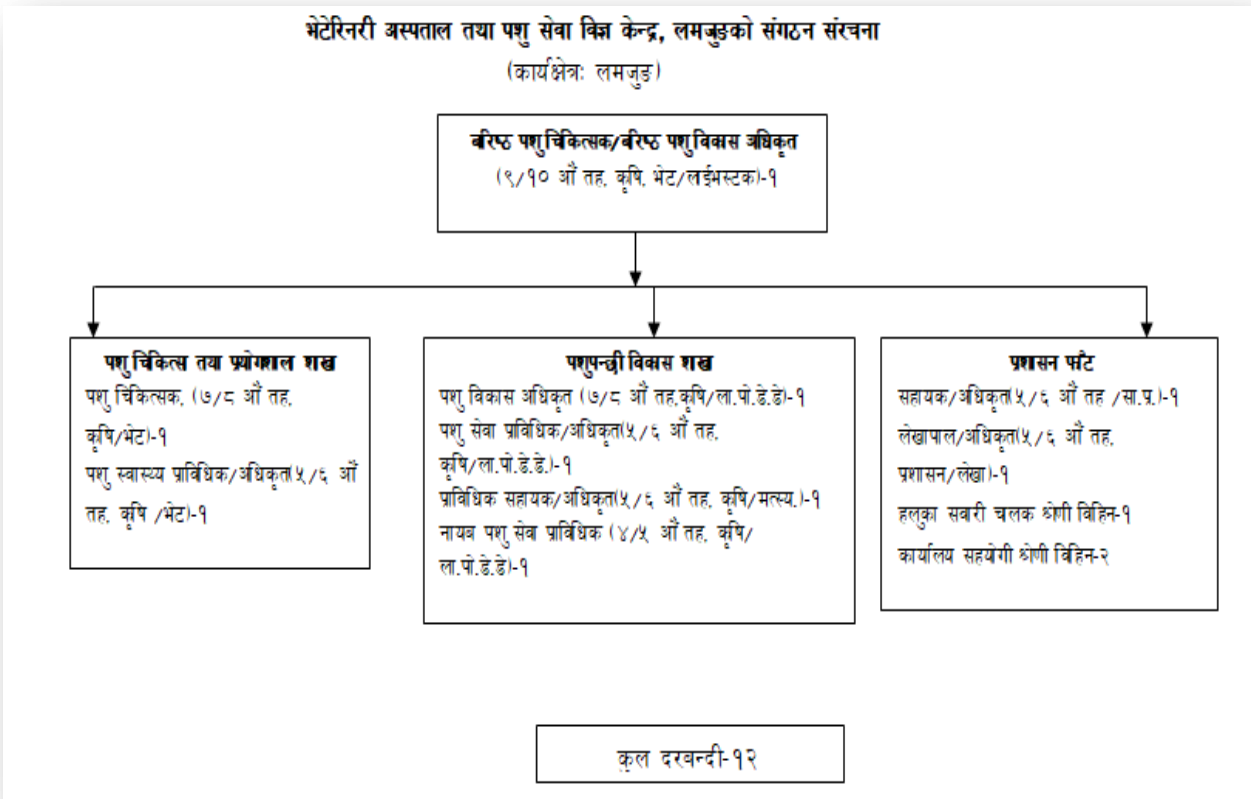 भेटेरिनरी अस्पताल तथा पशु सेवा विज्ञ केन्द्र, लमजुङको संगठन संरचना
(कार्यक्षेत्रः लमजुङ)
बरिष्ठ पशु चिकित्सक/बरिष्ठ पशु विकास अधिकृत
(९/१० औं तह, कृषि, भेट/लाईभस्टक)-१
पशु चिकित्स तथा प्रयोगशाल शाख
पशु चिकित्सक, (७/८ औं तह,
कृषि/भेट)-१
पशु स्वास्थ्य प्राविधिक/अधिकृत(५/६ औं
तह, कृषि /भेट)-१
पशुपन्छी विकास शाख
पशु विकास अधिकृत (७/८ औं तह,कृषि/ला.पो.डे.डे)-१
पशु सेवा प्रविधिक/अधिकृत(५/६ औं तह,
कृषि/ला.पो.डे.डे.)-१
प्राविधिक सहायक/अधिकृत(५/६ औं तह, कृषि/मत्स्य.)-१
नायब पशु सेवा प्राविधिक (४/५ औं तह, कृषि/
ला.पो.डे.डे)-१
प्रशासन फाँट
सहायक/अधिकृत(५/६ औं तह /सा.प्र.)-१
लेखापाल/अधिकृत(५/६ औं तह,
प्रशासन/लेखा)-१
हलुका सवारी चलक श्रेणी विहिन-१
कार्यालय सहयोगी श्रेणी विहिन-२
कुल दरबन्दी-१२